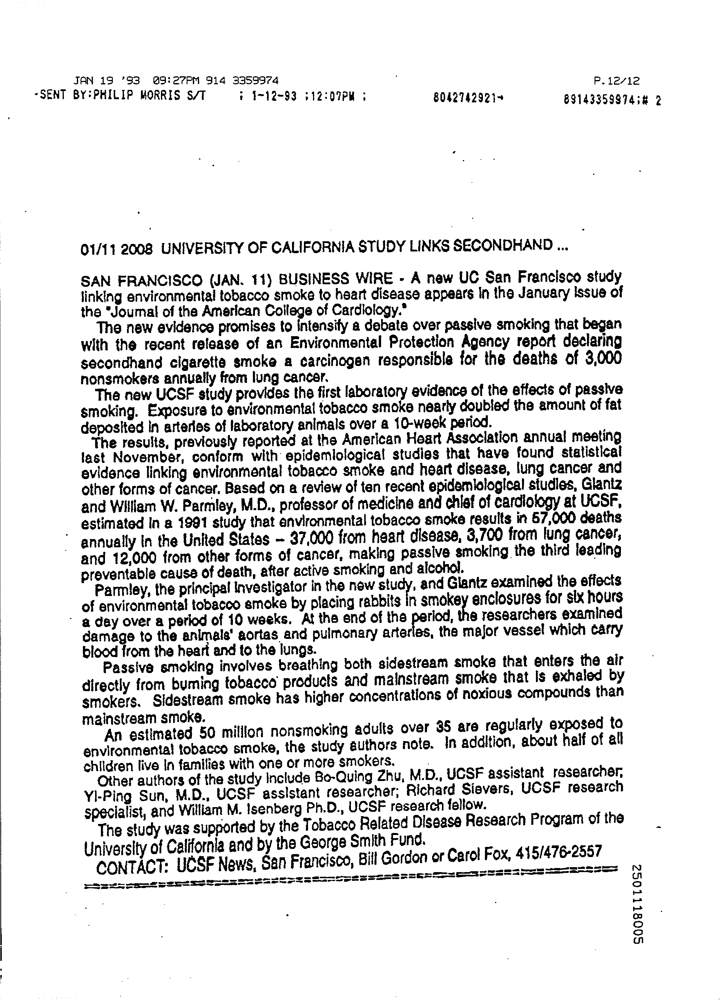 JAN 19 '93 09:27PM 914 3359974 P.12/12
-SENT BY:PHILIP MORRIS S/T ; 1-12-93 ;12:07PM ; 8042742921→ 89143359974;# 2
01/11 2008 UNIVERSITY OF CALIFORNIA STUDY LINKS SECONDHAND ...
SAN FRANCISCO (JAN. 11) BUSINESS WIRE - A new UC San Francisco study
linking environmental tobacco smoke to heart disease appears in the January issue of
the "Journal of the American College of Cardiology."
The new evidence promises to intensify a debate over passive smoking that began
with the recent release of an Environmental Protection Agency report declaring
secondhand cigarette smoke a carcinogen responsible for the deaths of 3,000
nonsmokers annually from lung cancer.
The new UCSF study provides the first laboratory evidence of the effects of passive
smoking. Exposure to environmental tobacco smoke nearly doubled the amount of fat
deposited in arteries of laboratory animals over a 10-week period.
The results, previously reported at the American Heart Association annual meeting
last November, conform with epidemiological studies that have found statistical
evidence linking environmental tobacco smoke and heart disease, lung cancer and
other forms of cancer. Based on a review of ten recent epidemiological studies, Glantz
and William W. Parmley, M.D., professor of medicine and chief of cardiology at UCSF,
estimated in a 1991 study that environmental tobacco smoke results in 57,000 deaths
annually in the United States -- 37,000 from heart disease, 3,700 from lung cancer,
and 12,000 from other forms of cancer, making passive smoking the third leading
preventable cause of death, after active smoking and alcohol.
Parmley, the principal investigator in the new study, and Glantz examined the effects
of environmental tobacco smoke by placing rabbits in smokey enclosures for six hours
a day over a period of 10 weeks. At the end of the period, the researchers examined
damage to the animals' aortas and pulmonary arteries, the major vessel which carry
blood from the heart and to the lungs.
Passive smoking involves breathing both sidestream smoke that enters the air
directly from burning tobacco products and mainstream smoke that is exhaled by
smokers. Sidestream smoke has higher concentrations of noxious compounds than
mainstream smoke.
An estimated 50 million nonsmoking adults over 35 are regularly exposed to
environmental tobacco smoke, the study authors note. In addition, about half of all
children live in families with one or more smokers.
Other authors of the study include Bo-Quing Zhu, M.D., UCSF assistant researcher;
Yi-Ping Sun, M.D., UCSF assistant researcher; Richard Sievers, UCSF research
specialist, and William M. Isenberg Ph.D., UCSF research fellow.
The study was supported by the Tobacco Related Disease Research Program of the
University of California and by the George Smith Fund.
CONTACT: UCSF News, San Francisco, Bill Gordon or Carol Fox, 415/476-2557
2501118005